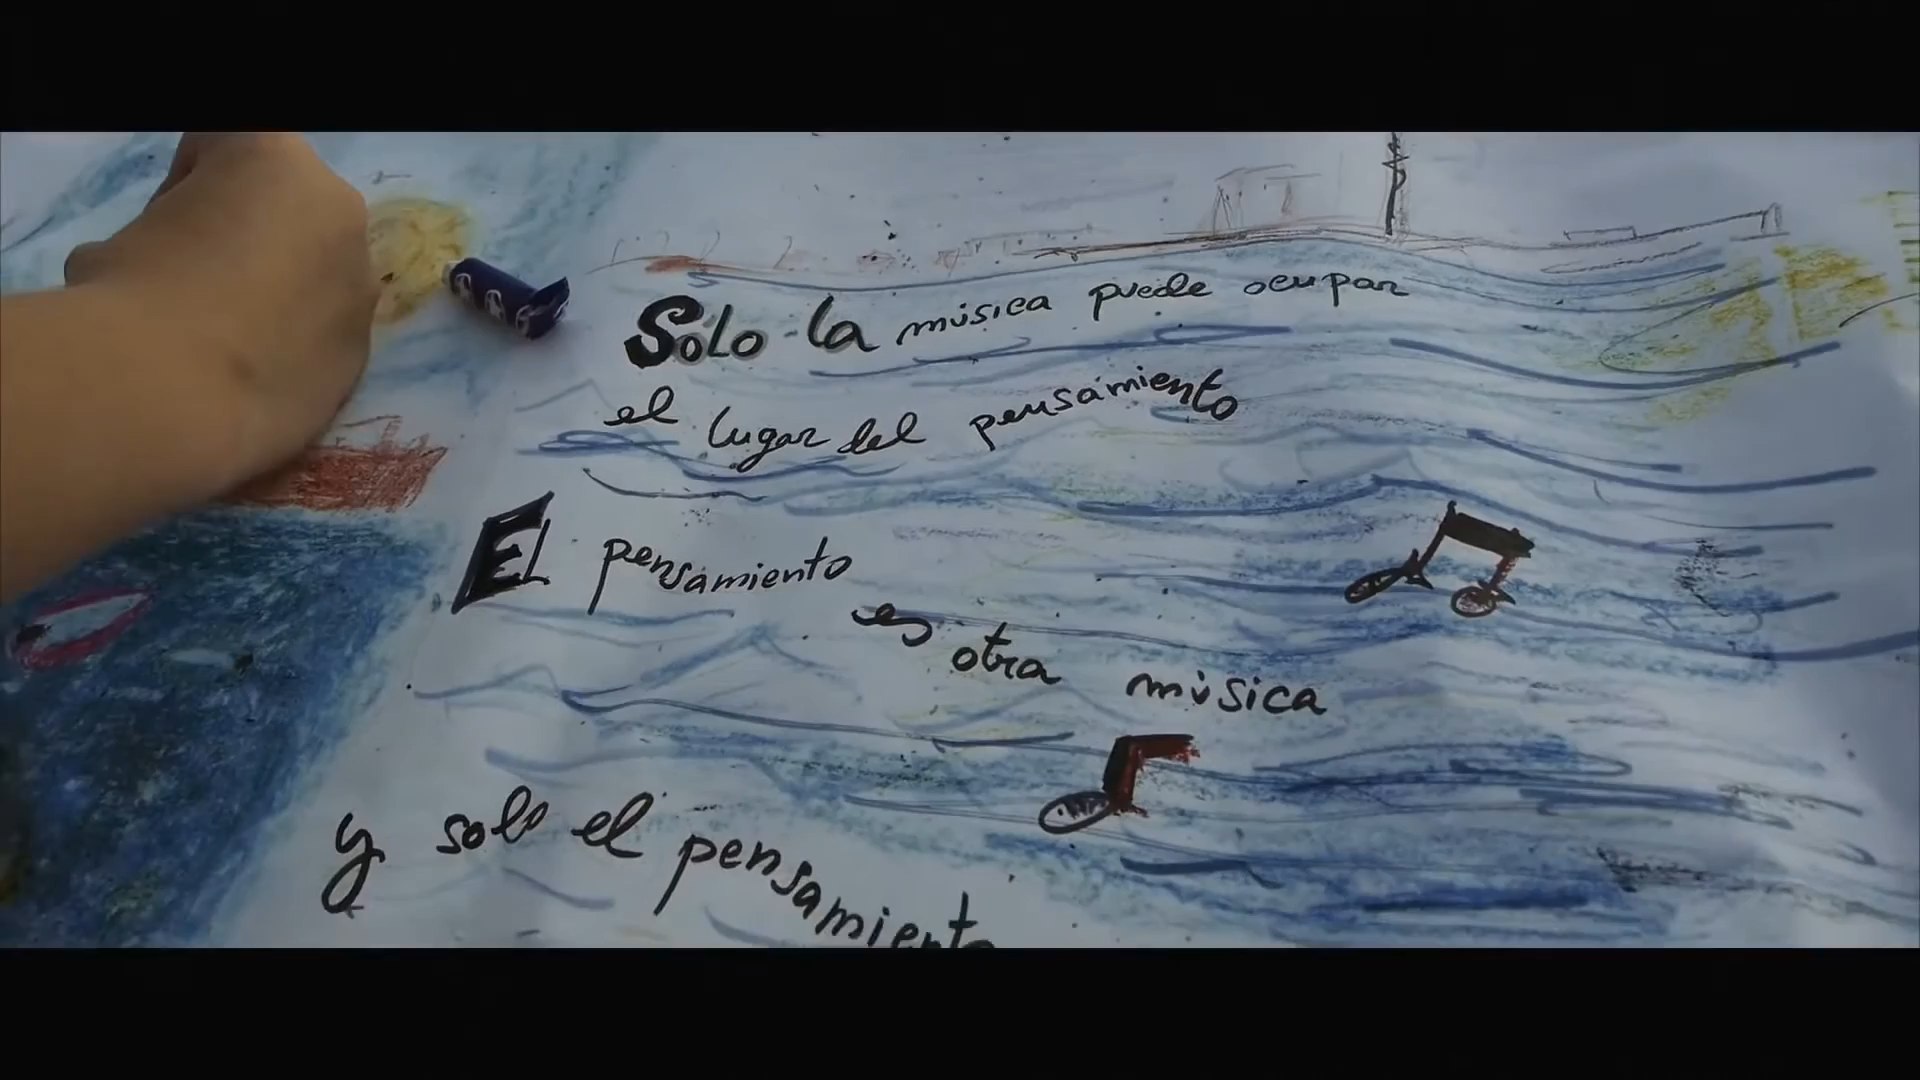 Solo la música puede ocupar
el lugar del pensamiento
El pensamiento
es otra música
y solo el pensamiento